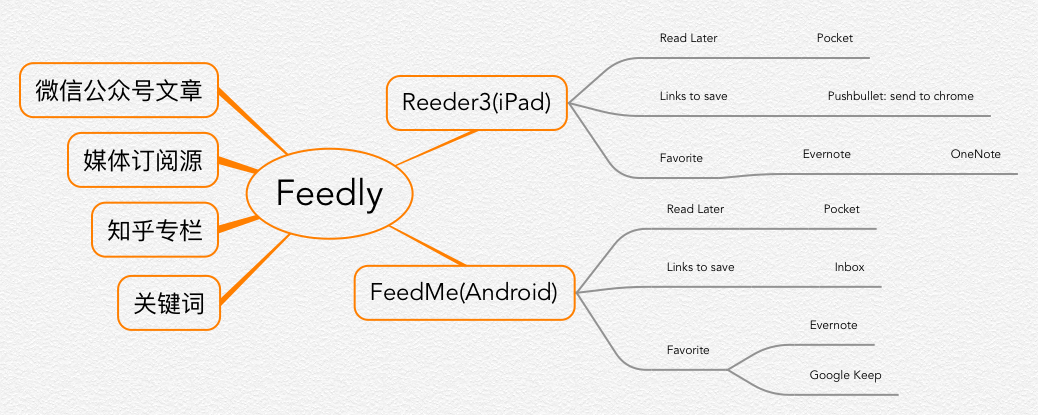 微信公众号文章
媒体订阅源
知乎专栏
关键词
Feedly
Reeder3(iPad)
Read Later Pocket
Links to save Pushbullet: send to chrome
Favorite Evernote OneNote
FeedMe(Android)
Read Later Pocket
Links to save Inbox
Favorite
Evernote
Google Keep